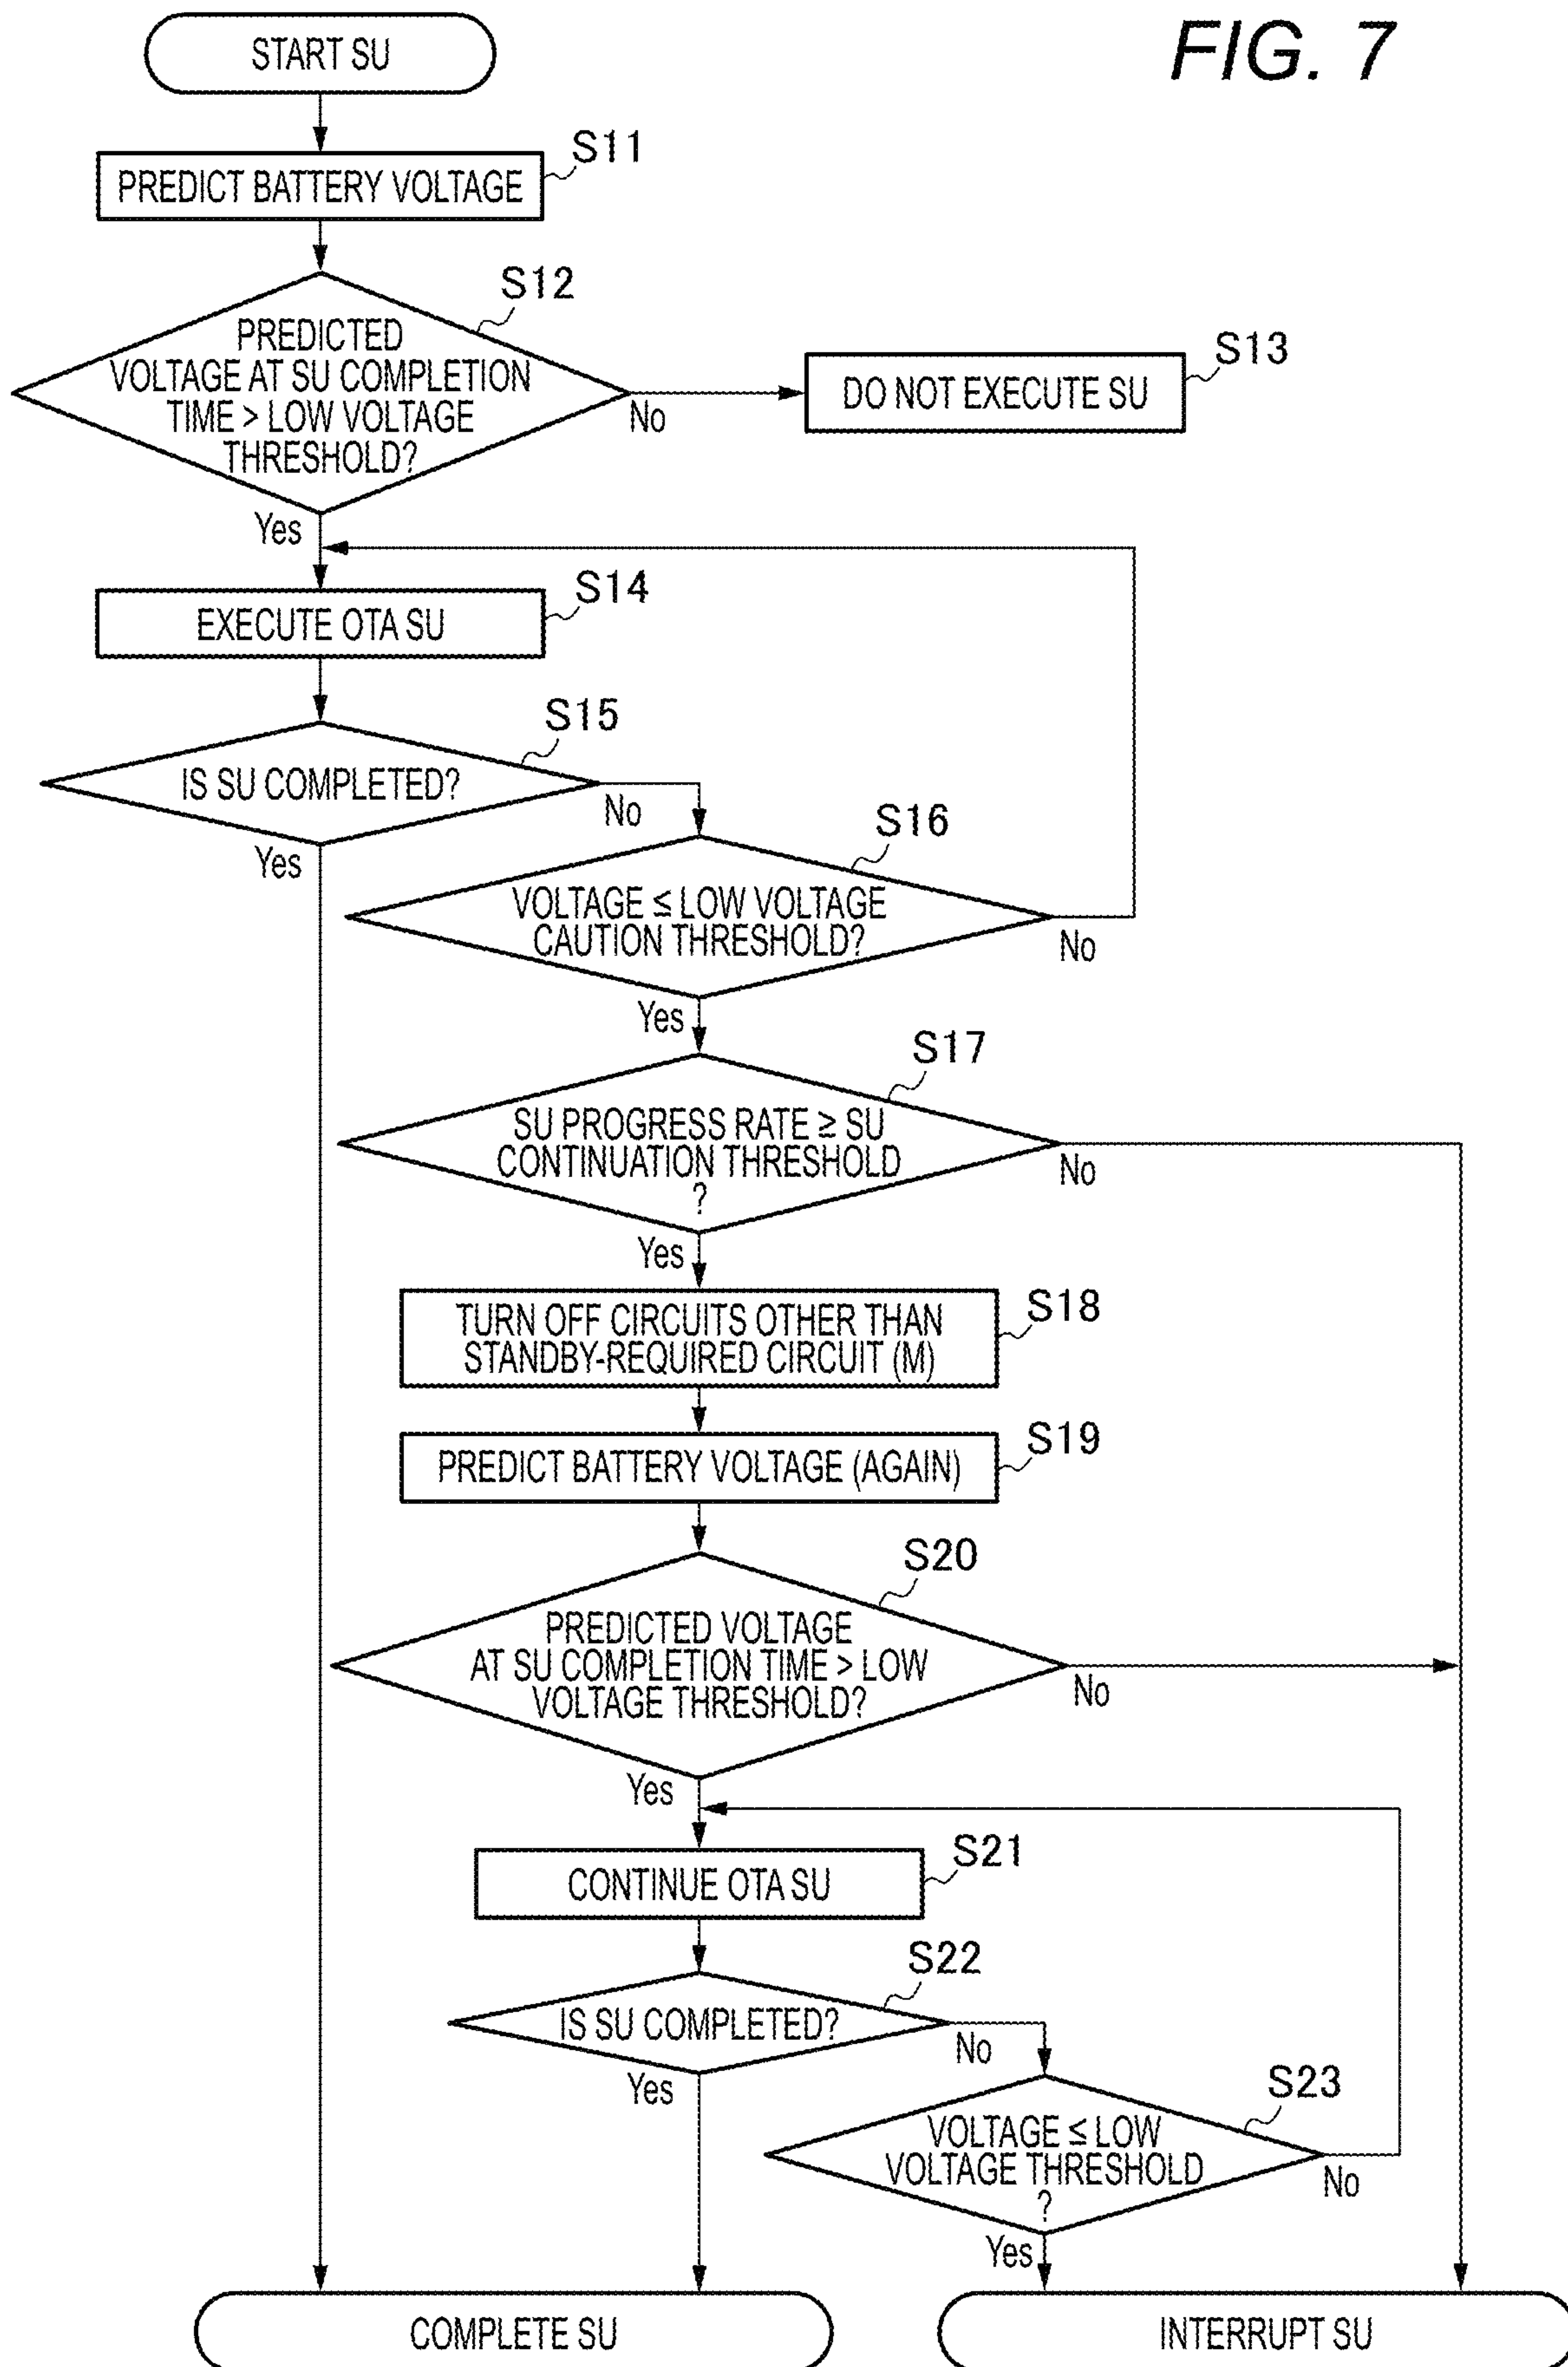 FIG. 7
START SU
S11
PREDICT BATTERY VOLTAGE
S12
PREDICTED
VOLTAGE AT SU COMPLETION
TIME > LOW VOLTAGE
THRESHOLD?
No
Yes
S13
DO NOT EXECUTE SU
S14
EXECUTE OTA SU
S15
IS SU COMPLETED?
No
Yes
S16
VOLTAGE ≤ LOW VOLTAGE
CAUTION THRESHOLD?
No
Yes
S17
SU PROGRESS RATE ≥ SU
CONTINUATION THRESHOLD
?
No
Yes
S18
TURN OFF CIRCUITS OTHER THAN
STANDBY-REQUIRED CIRCUIT (M)
S19
PREDICT BATTERY VOLTAGE (AGAIN)
S20
PREDICTED VOLTAGE
AT SU COMPLETION TIME > LOW
VOLTAGE THRESHOLD?
No
Yes
S21
CONTINUE OTA SU
S22
IS SU COMPLETED?
No
Yes
S23
VOLTAGE ≤ LOW
VOLTAGE THRESHOLD
?
No
Yes
COMPLETE SU
INTERRUPT SU